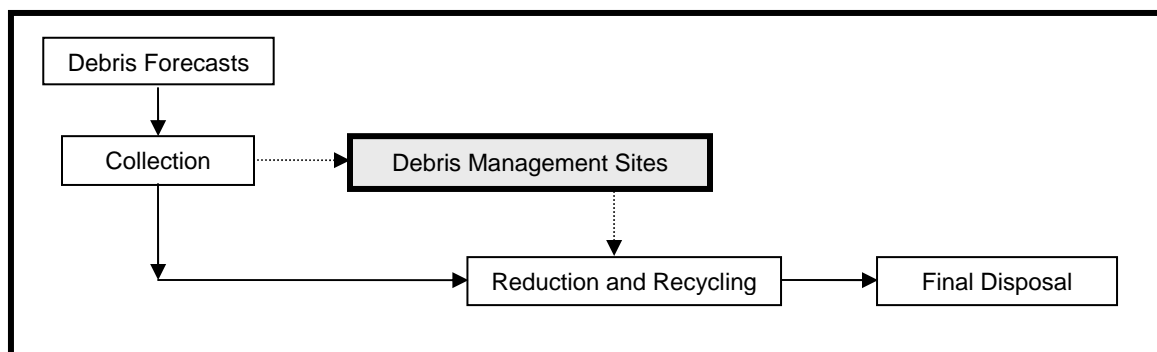 Debris Forecasts
Collection
Debris Management Sites
Reduction and Recycling
Final Disposal